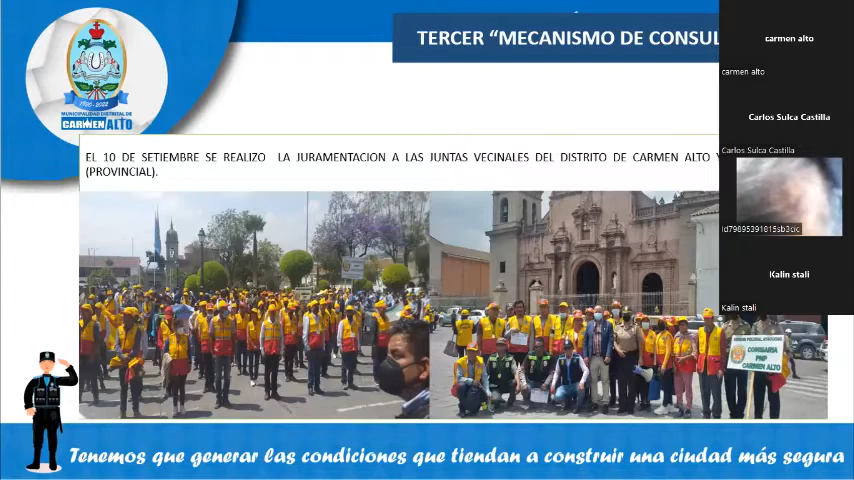 TERCER “MECANISMO DE CONSUL
1920-2022
MUNICIPALIDAD DISTRITAL DE
CARMEN ALTO
EL 10 DE SETIEMBRE SE REALIZO LA JURAMENTACION A LAS JUNTAS VECINALES DEL DISTRITO DE CARMEN ALTO Y
(PROVINCIAL).
carmen alto
carmen alto
Carlos Sulca Castilla
Carlos Sulca Castilla
Kalin stali
Kalin stali
COMISARIA
PNP
CARMEN ALTO
Tenemos que generar las condiciones que tiendan a construir una ciudad más segura